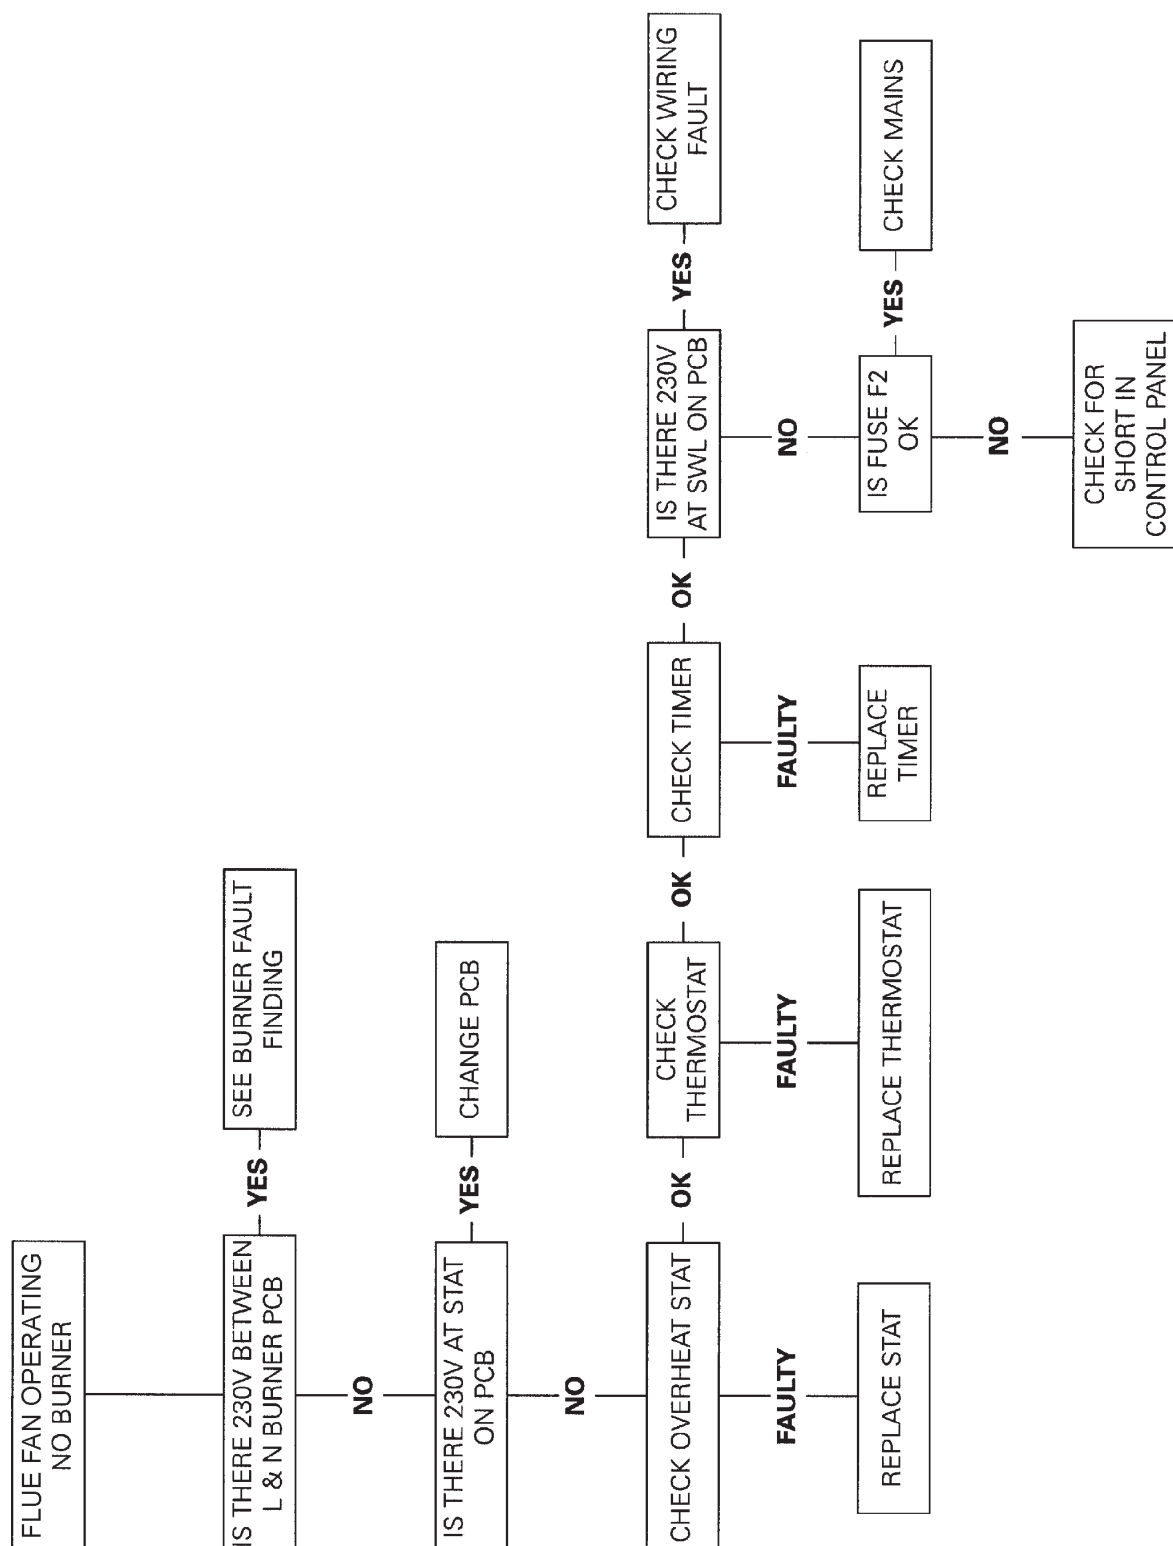 FLUE FAN OPERATING
NO BURNER
IS THERE 230V BETWEEN
L & N BURNER PCB
YES
SEE BURNER FAULT
FINDING
NO
IS THERE 230V AT STAT
ON PCB
YES
CHANGE PCB
NO
CHECK OVERHEAT STAT
OK
CHECK
THERMOSTAT
OK
CHECK TIMER
OK
IS THERE 230V
AT SWL ON PCB
YES
CHECK WIRING
FAULT
FAULTY
REPLACE STAT
FAULTY
REPLACE THERMOSTAT
FAULTY
REPLACE
TIMER
NO
IS FUSE F2
OK
YES
CHECK MAINS
NO
CHECK FOR
SHORT IN
CONTROL PANEL